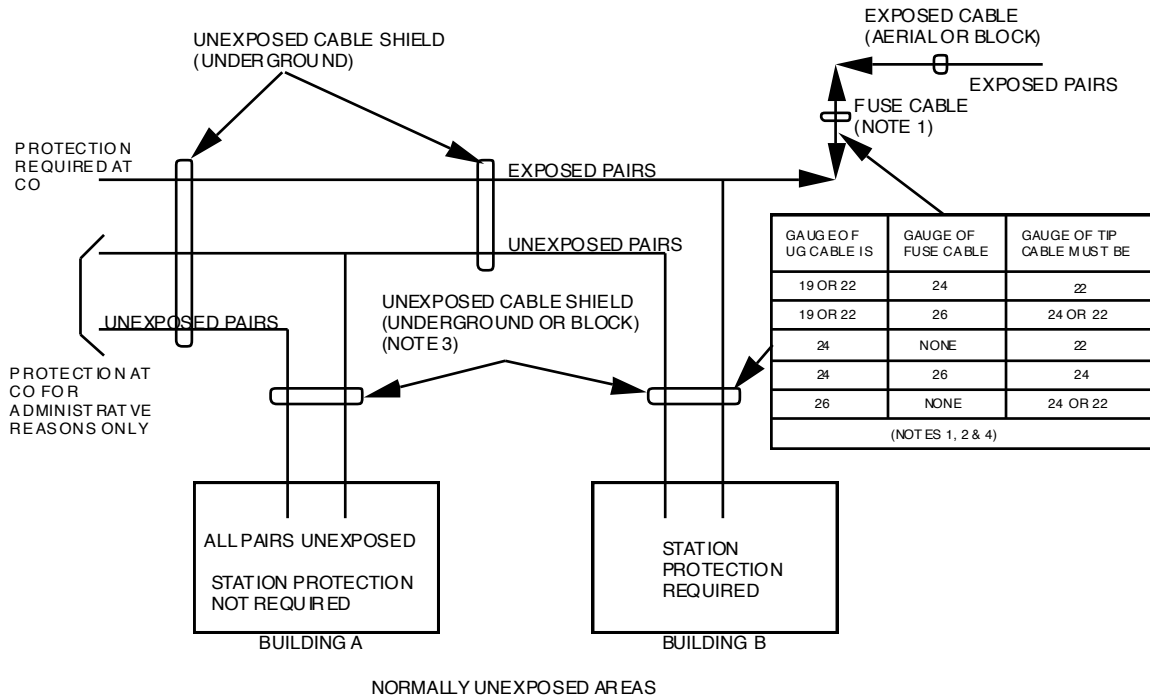 EXPOSED CABLE
(AERIAL OR BLOCK)
UNEXPOSED CABLE SHIELD
(UNDERGROUND)
EXPOSED PAIRS
FUSE CABLE
(NOTE 1)
PROTECTION
REQUIRED AT
CO
EXPOSED PAIRS
UNEXPOSED PAIRS
UNEXPOSED CABLE SHIELD
(UNDERGROUND OR BLOCK)
(NOTE 3)
UNEXPOSED PAIRS
PROTECTION AT
CO FOR
ADMINISTRATVE
REASONS ONLY
GAUGE OF
UG CABLE IS
GAUGE OF
FUSE CABLE
GAUGE OF TIP
CABLE MUST BE
19 OR 22 24 22
19 OR 22 26 24 OR 22
24 NONE 22
24 26 24
26 NONE 24 OR 22
(NOTES 1, 2 & 4)
ALL PAIRS UNEXPOSED
STATION PROTECTION
NOT REQUIRED
BUILDING A
STATION
PROTECTION
REQUIRED
BUILDING B
NORMALLY UNEXPOSED AREAS